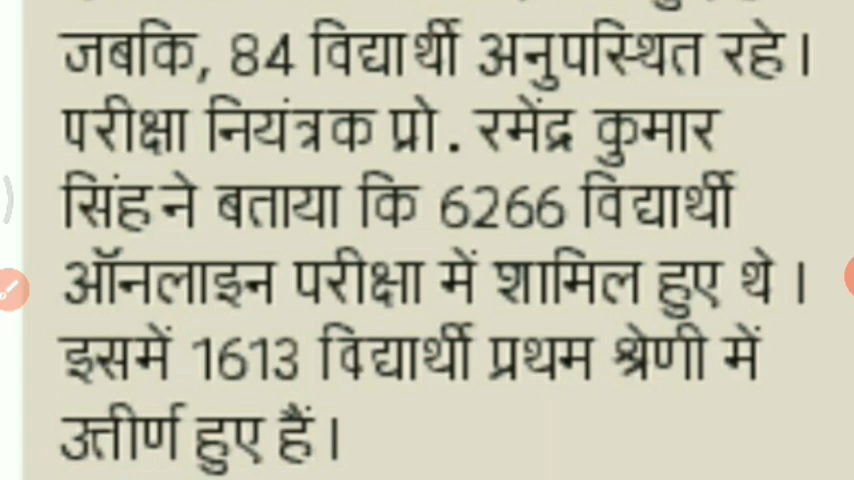 जबकि, 84 विद्यार्थी अनुपस्थित रहे।
परीक्षा नियंत्रक प्रो. रमेंद्र कुमार
सिंह ने बताया कि 6266 विद्यार्थी
ऑनलाइन परीक्षा में शामिल हुए थे।
इसमें 1613 विद्यार्थी प्रथम श्रेणी में
उत्तीर्ण हुए हैं।